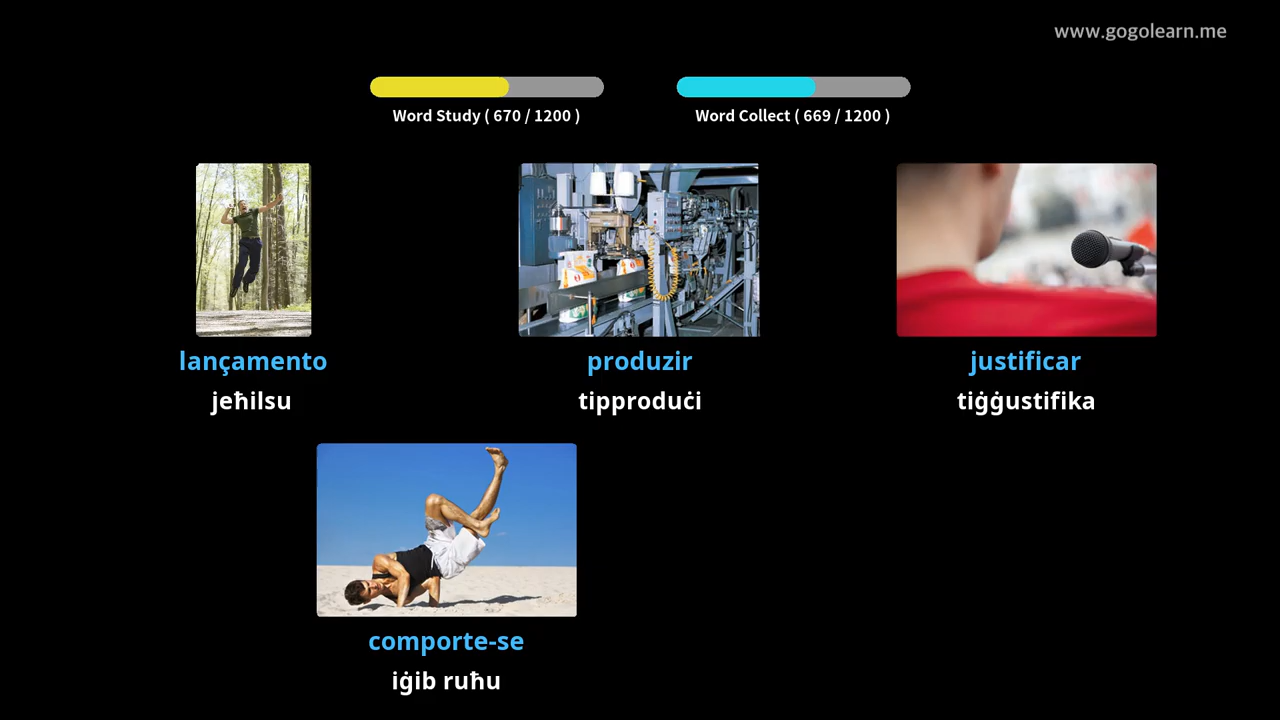 www.gogolearn.me
Word Study ( 670 / 1200 )
Word Collect ( 669 / 1200 )
lançamento
jeħilsu
produzir
tipproduċi
justificar
tiġġustifika
comporte-se
iġib ruħu